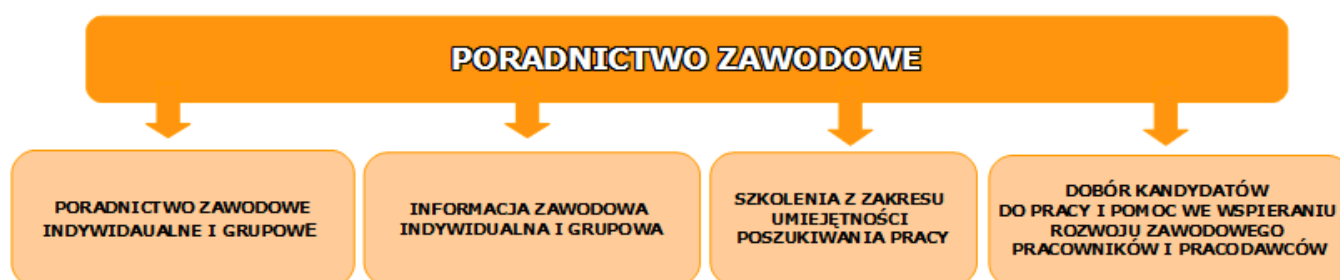 PORADNICTWO ZAWODOWE
PORADNICTWO ZAWODOWE
INDYWIDAUALNE I GRUPOWE
INFORMACJA ZAWODOWA
INDYWIDUALNA I GRUPOWA
SZKOLENIA Z ZAKRESU
UMIEJĘTNOŚCI
POSZUKIWANIA PRACY
DOBÓR KANDYDATÓW
DO PRACY I POMOC WE WSPIERANIU
ROZWOJU ZAWODOWEGO
PRACOWNIKÓW I PRACODAWCÓW